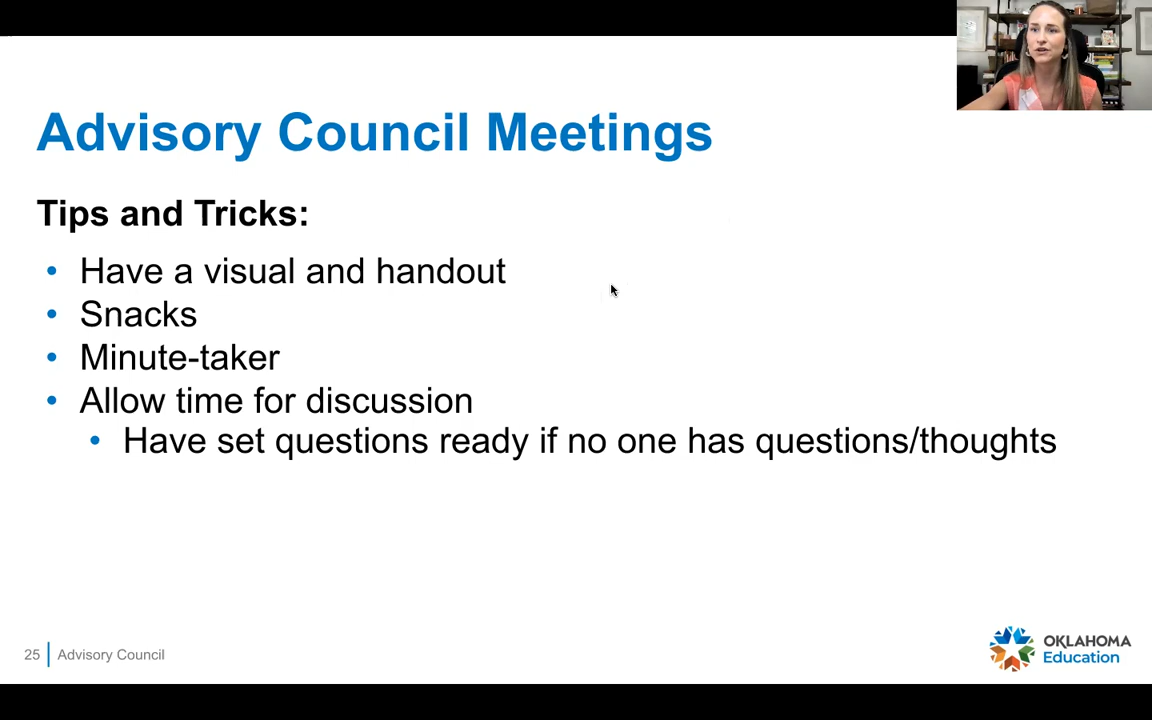 Advisory Council Meetings
Tips and Tricks:
• Have a visual and handout
• Snacks
• Minute-taker
• Allow time for discussion
• Have set questions ready if no one has questions/thoughts
25 Advisory Council
OKLAHOMA
Education